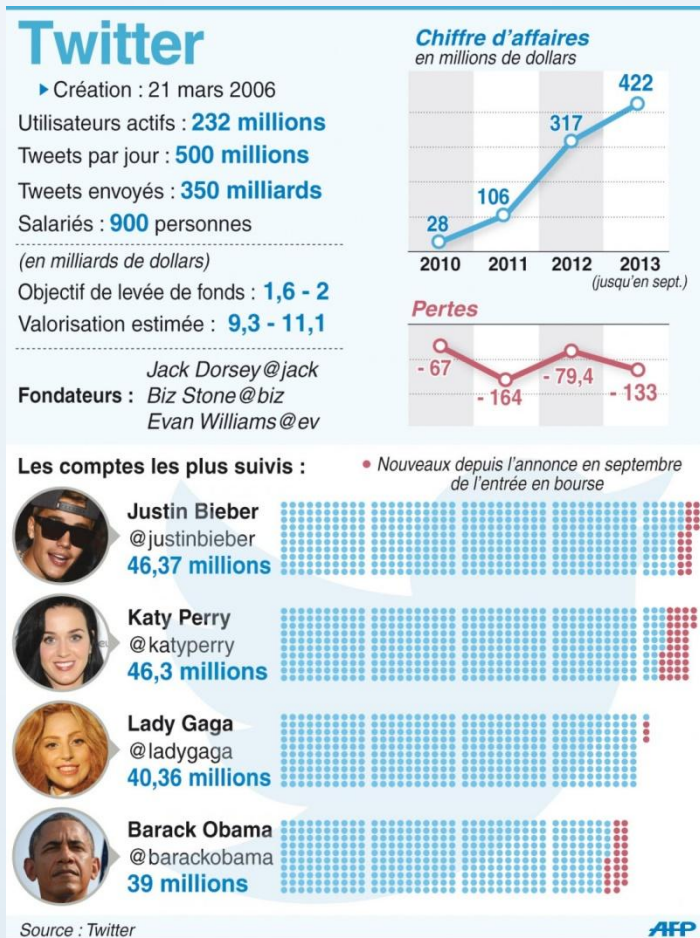 Twitter
▶ Création : 21 mars 2006
Utilisateurs actifs : 232 millions
Tweets par jour : 500 millions
Tweets envoyés : 350 milliards
Salariés : 900 personnes
(en milliards de dollars)
Objectif de levée de fonds : 1,6 - 2
Valorisation estimée : 9,3 - 11,1
Jack Dorsey@jack
Fondateurs : Biz Stone@biz
Evan Williams@ev
Chiffre d'affaires
en millions de dollars
422
317
106
28
2010 2011 2012 2013
(jusqu'en sept.)
Pertes
- 67
- 164
- 79,4
- 133
Les comptes les plus suivis :
• Nouveaux depuis l'annonce en septembre
de l'entrée en bourse
Justin Bieber
@justinbieber
46,37 millions
Katy Perry
@katyperry
46,3 millions
Lady Gaga
@ladygaga
40,36 millions
Barack Obama
@barackobama
39 millions
Source : Twitter
AFP